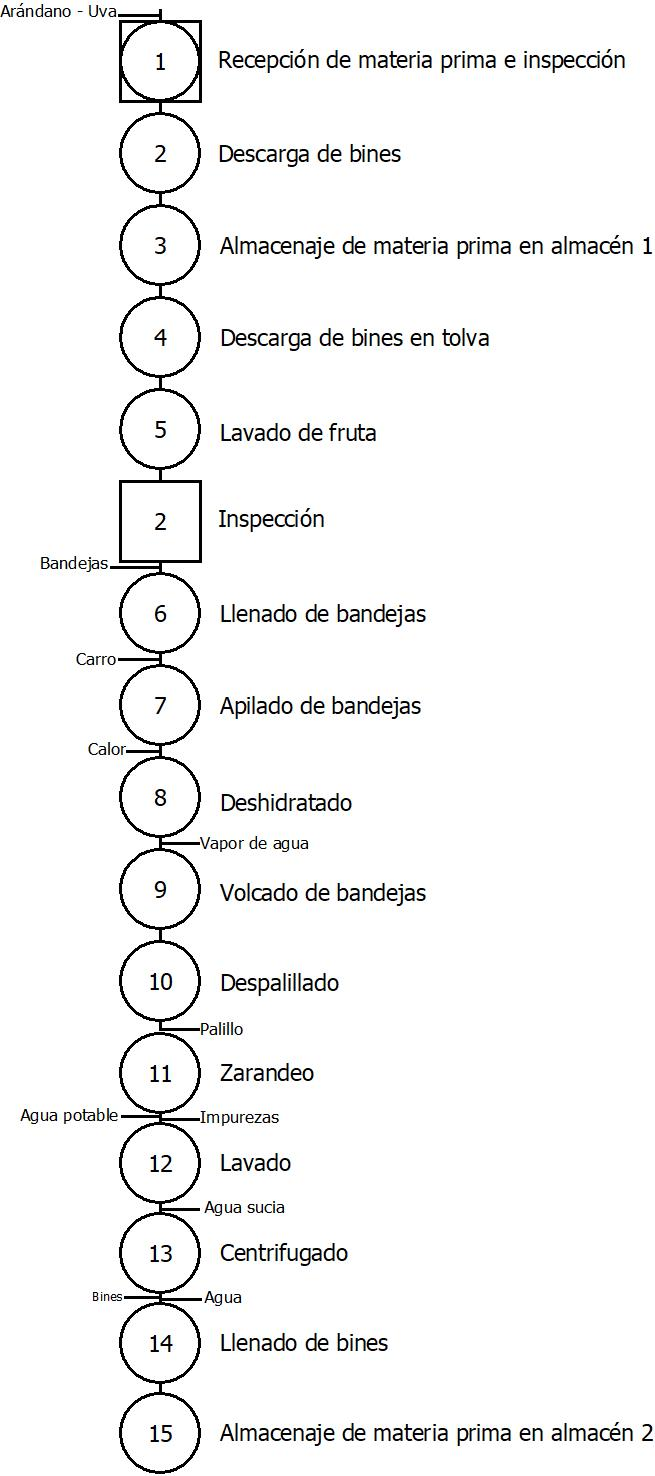 Arándano - Uva
1
Recepción de materia prima e inspección
2
Descarga de bines
3
Almacenaje de materia prima en almacén 1
4
Descarga de bines en tolva
5
Lavado de fruta
2
Inspección
Bandejas
6
Llenado de bandejas
Carro
7
Apilado de bandejas
Calor
8
Deshidratado
Vapor de agua
9
Volcado de bandejas
10
Despalillado
Palillo
11
Zarandeo
Agua potable
Impurezas
12
Lavado
Agua sucia
13
Centrifugado
Bines
Agua
14
Llenado de bines
15
Almacenaje de materia prima en almacén 2